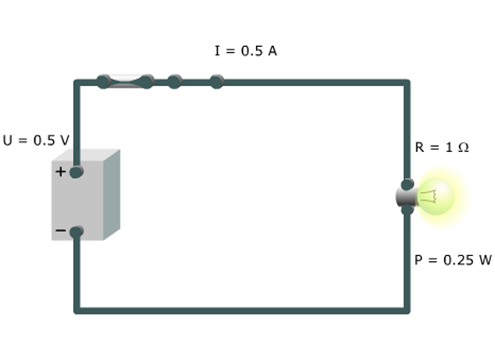 I = 0.5 A
U = 0.5 V
R = 1 Ω
+
−
P = 0.25 W